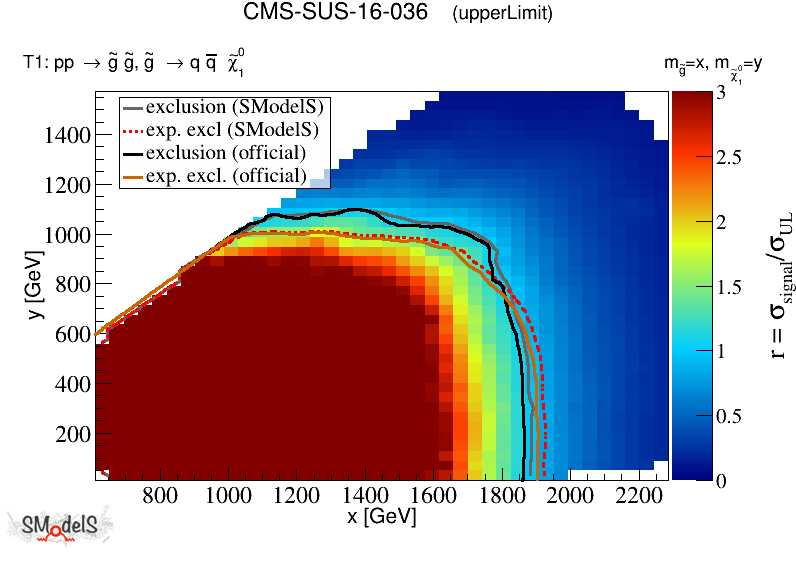 CMS-SUS-16-036 (upperLimit)
T1: pp → g̃ g̃, g̃ → q q̅ χ̃₁⁰
m_g̃=x, m_χ̃₁⁰=y
exclusion (SModelS)
exp. excl (SModelS)
exclusion (official)
exp. excl. (official)
1400
1200
1000
800
600
400
200
y [GeV]
800 1000 1200 1400 1600 1800 2000 2200
x [GeV]
3
2.5
2
1.5
1
0.5
0
r = σ_signal/σ_UL
SModelS